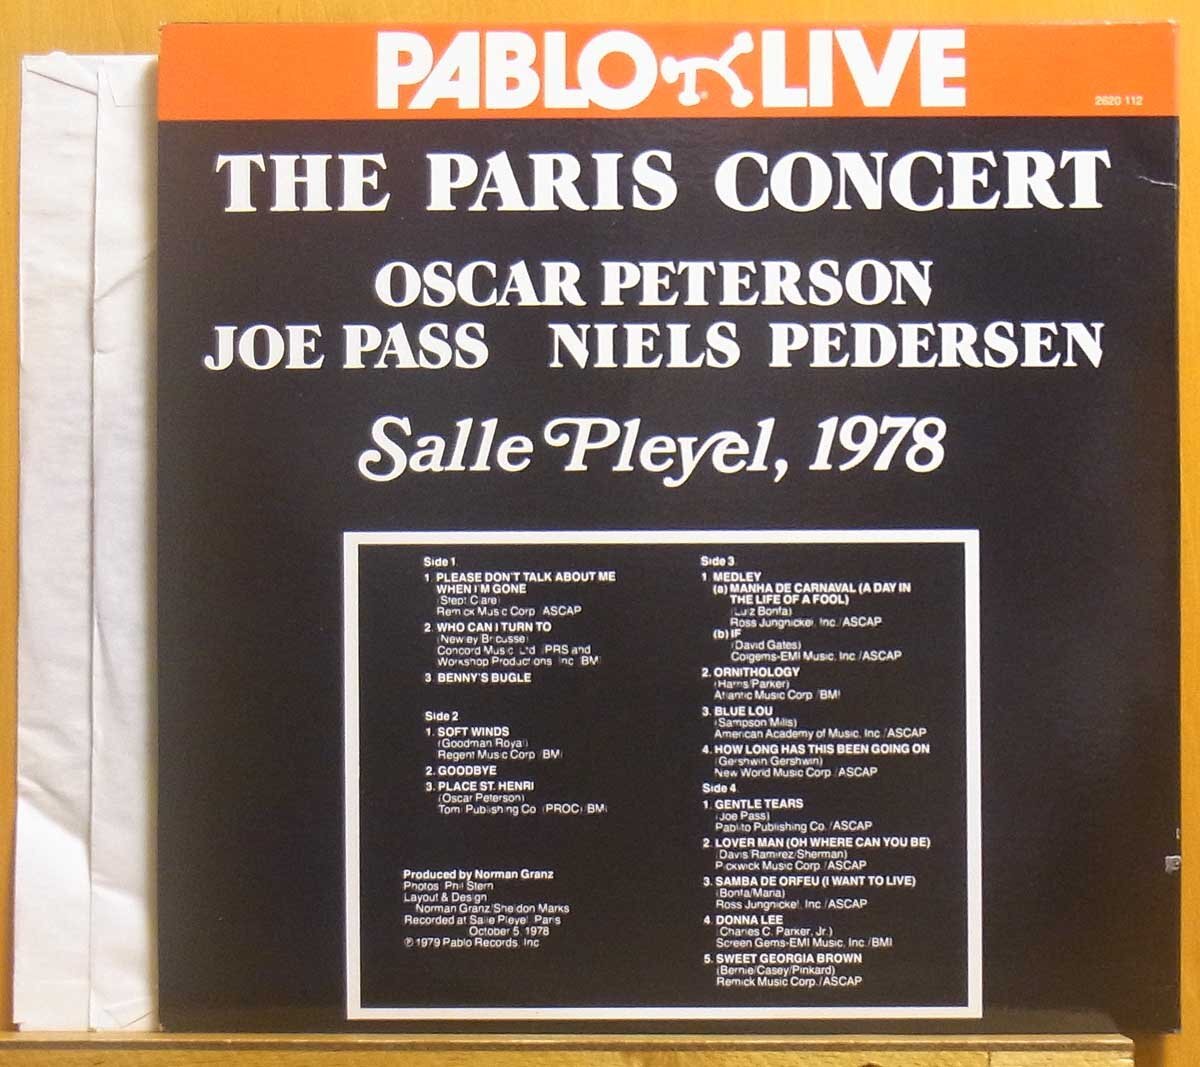 PABLO LIVE
2620 112
THE PARIS CONCERT
OSCAR PETERSON
JOE PASS NIELS PEDERSEN
Salle Pleyel, 1978
Side 1
1. PLEASE DON'T TALK ABOUT ME
WHEN I'M GONE
(Stept Clare)
Remick Music Corp./ASCAP
2. WHO CAN I TURN TO
(Newley Bricusse)
Concord Music Ltd./PRS and
Workshop Productions Inc./BMI
3 BENNY'S BUGLE
Side 2
1. SOFT WINDS
(Goodman Royal)
Regent Music Corp./BMI
2. GOODBYE
3. PLACE ST. HENRI
(Oscar Peterson)
Tomi Publishing Co. (PROC)/BMI
Produced by Norman Granz
Photos: Phil Stern
Layout & Design
Norman Granz/Sheldon Marks
Recorded at Salle Pleyel, Paris
October 5, 1978
℗ 1979 Pablo Records, Inc.
Side 3
1 MEDLEY
(a) MANHA DE CARNAVAL (A DAY IN
THE LIFE OF A FOOL)
(Luiz Bonfa)
Ross Jungnickel, Inc./ASCAP
(b) IF
(David Gates)
Colgems-EMI Music, Inc./ASCAP
2. ORNITHOLOGY
(Harris/Parker)
Atlantic Music Corp./BMI
3. BLUE LOU
(Sampson/Mills)
American Academy of Music, Inc./ASCAP
4. HOW LONG HAS THIS BEEN GOING ON
(Gershwin Gershwin)
New World Music Corp./ASCAP
Side 4
1. GENTLE TEARS
(Joe Pass)
Pablito Publishing Co./ASCAP
2. LOVER MAN (OH WHERE CAN YOU BE)
(Davis/Ramirez/Sherman)
Pickwick Music Corp./ASCAP
3. SAMBA DE ORFEU (I WANT TO LIVE)
(Bonfa/Maria)
Ross Jungnickel, Inc./ASCAP
4 DONNA LEE
(Charles C. Parker, Jr.)
Screen Gems-EMI Music, Inc./BMI
5. SWEET GEORGIA BROWN
(Bernie/Casey/Pinkard)
Remick Music Corp./ASCAP